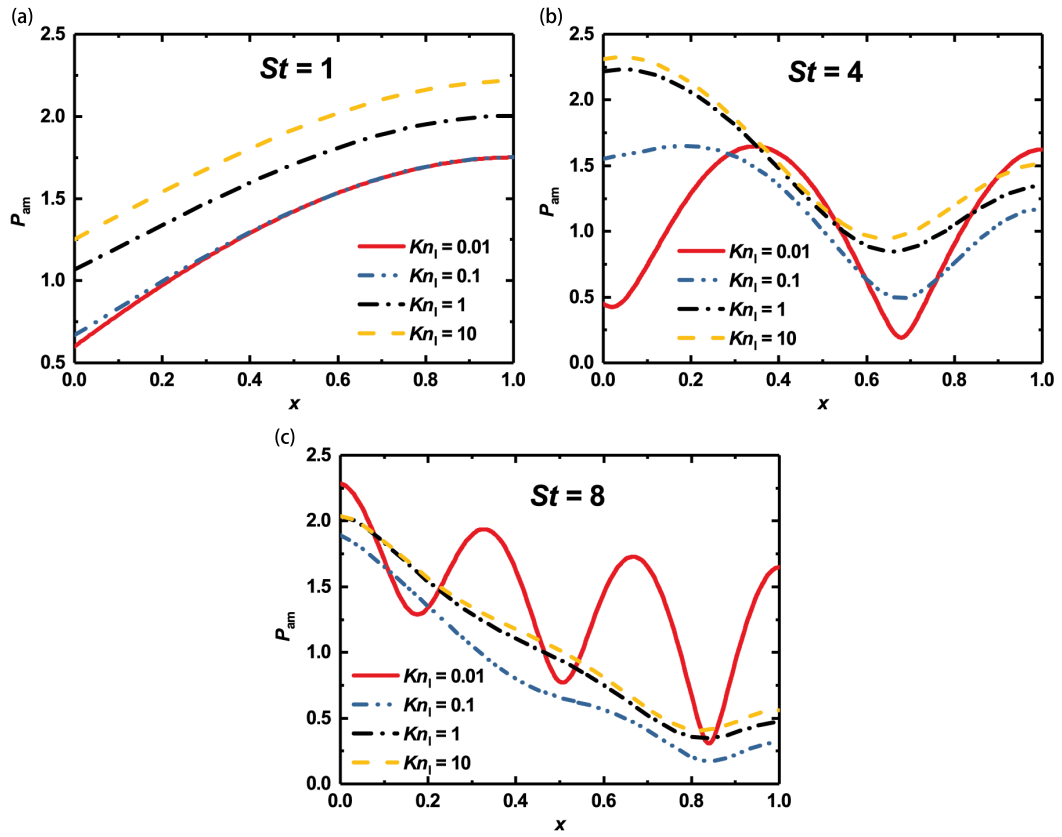 (a)
St = 1
2.5
2.0
1.5
1.0
0.5
P_am
Kn_l = 0.01
Kn_l = 0.1
Kn_l = 1
Kn_l = 10
0.0 0.2 0.4 0.6 0.8 1.0
x
(b)
St = 4
2.5
2.0
1.5
1.0
0.5
0.0
P_am
Kn_l = 0.01
Kn_l = 0.1
Kn_l = 1
Kn_l = 10
0.0 0.2 0.4 0.6 0.8 1.0
x
(c)
St = 8
2.5
2.0
1.5
1.0
0.5
0.0
P_am
Kn_l = 0.01
Kn_l = 0.1
Kn_l = 1
Kn_l = 10
0.0 0.2 0.4 0.6 0.8 1.0
x